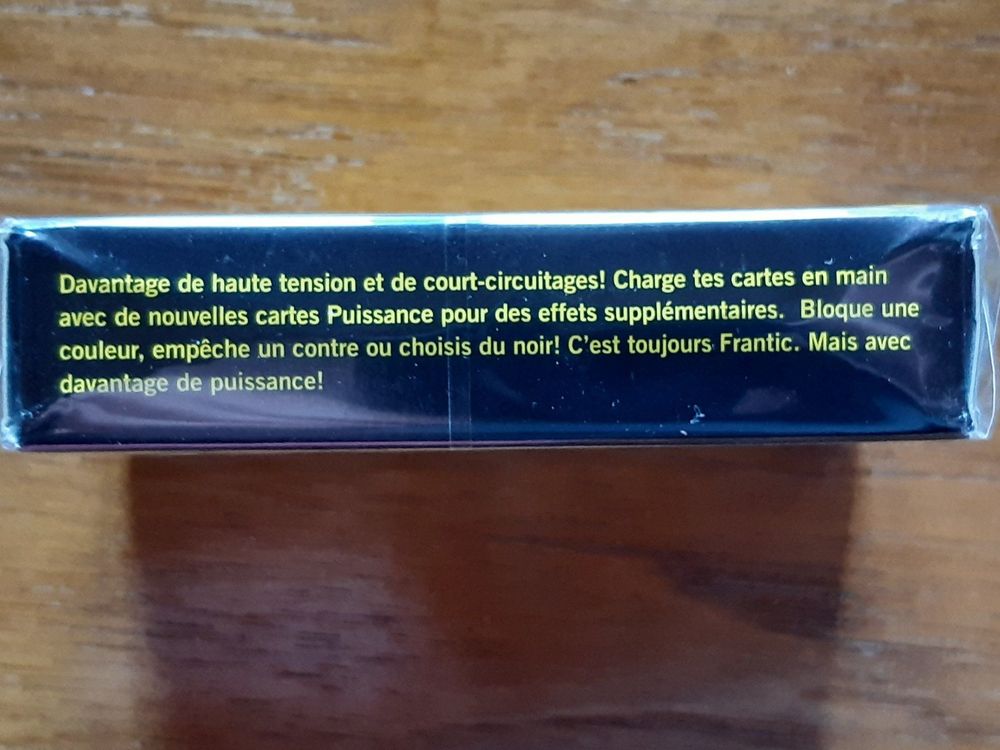 Davantage de haute tension et de court-circuitages! Charge tes cartes en main
avec de nouvelles cartes Puissance pour des effets supplémentaires. Bloque une
couleur, empêche un contre ou choisis du noir! C'est toujours Frantic. Mais avec
davantage de puissance!